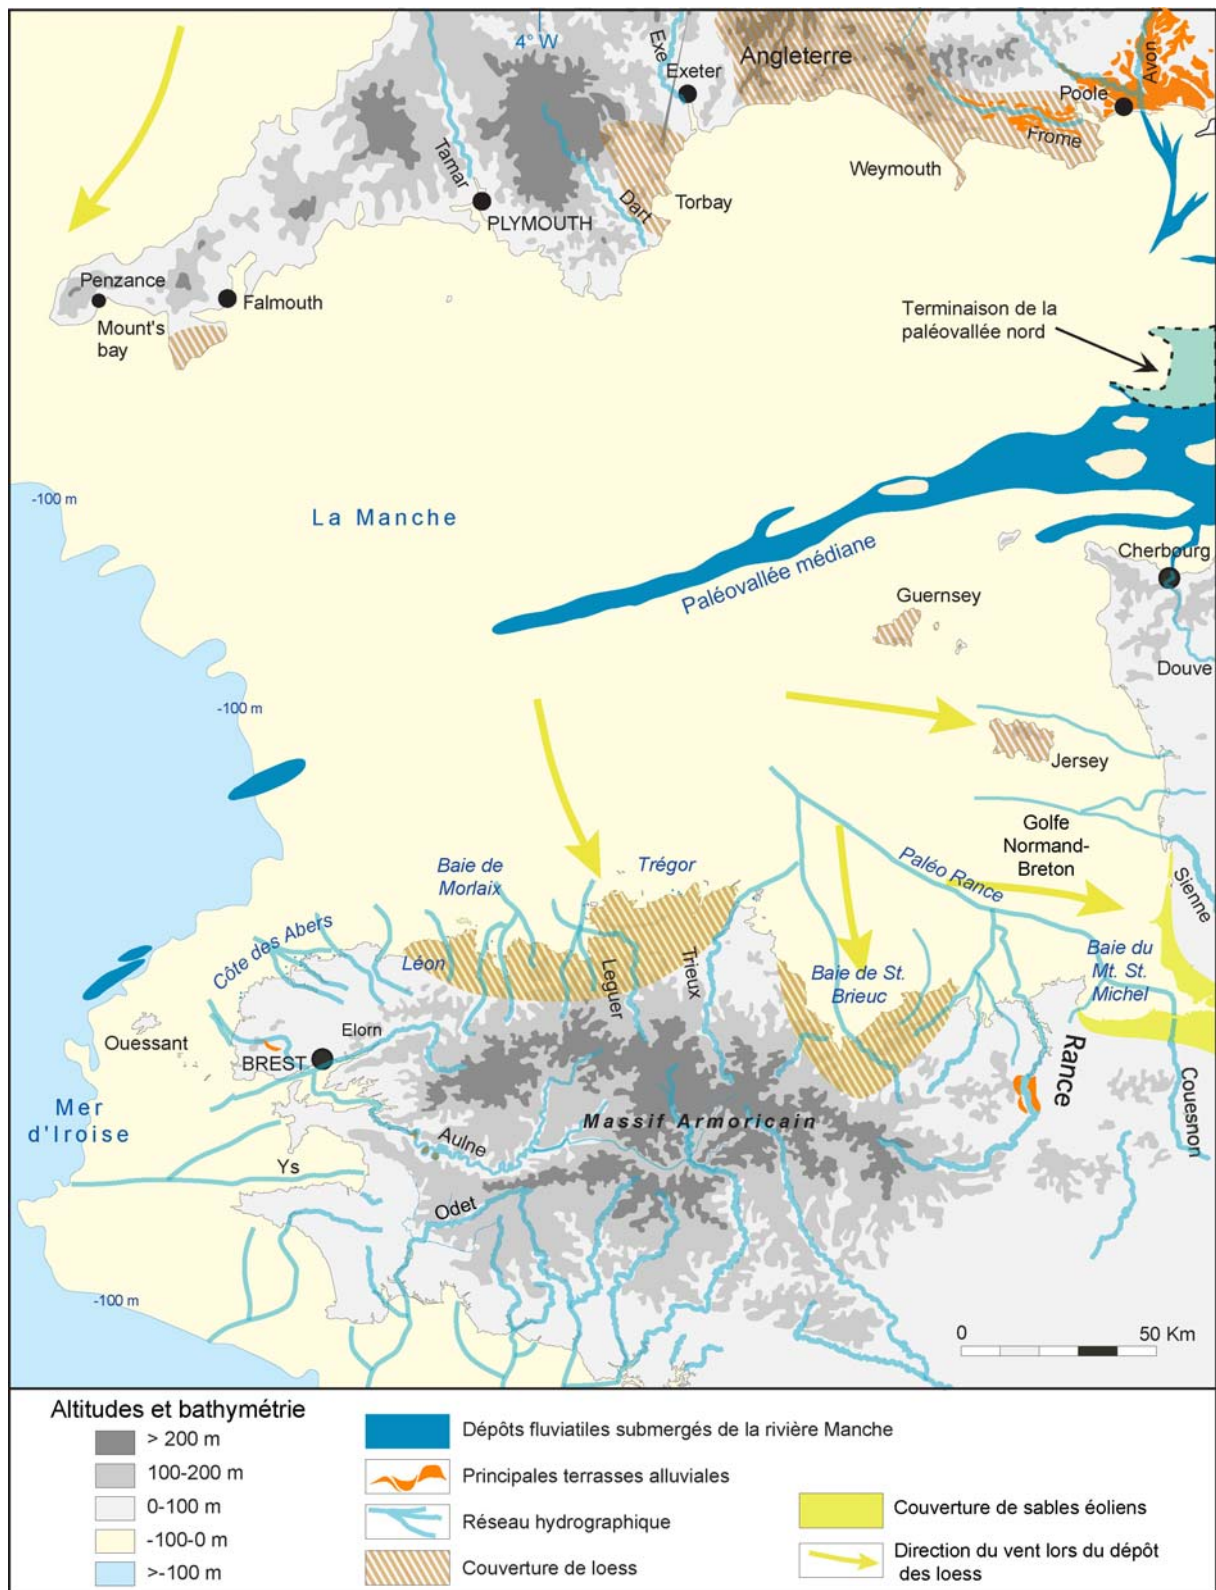 4° W
Exe
Exeter
Angleterre
Avon
Poole
Frome
Weymouth
Tamar
Dart
Torbay
PLYMOUTH
Penzance
Falmouth
Mount's
bay
Terminaison de la
paléovallée nord
-100 m
La Manche
Paléovallée médiane
Cherbourg
Guernsey
Douve
-100 m
Jersey
Golfe
Normand-
Breton
Sienne
Paléo Rance
Baie de
Morlaix
Trégor
Côte des Abers
Léon
Leguer
Trieux
Baie de St.
Brieuc
Baie du
Mt. St.
Michel
Ouessant
Elorn
BREST
Rance
Couesnon
Mer
d'Iroise
Massif Armoricain
Aulne
Ys
Odet
-100 m
0
50 Km
Altitudes et bathymétrie
> 200 m
100-200 m
0-100 m
-100-0 m
>-100 m
Dépôts fluviatiles submergés de la rivière Manche
Principales terrasses alluviales
Réseau hydrographique
Couverture de loess
Couverture de sables éoliens
Direction du vent lors du dépôt
des loess